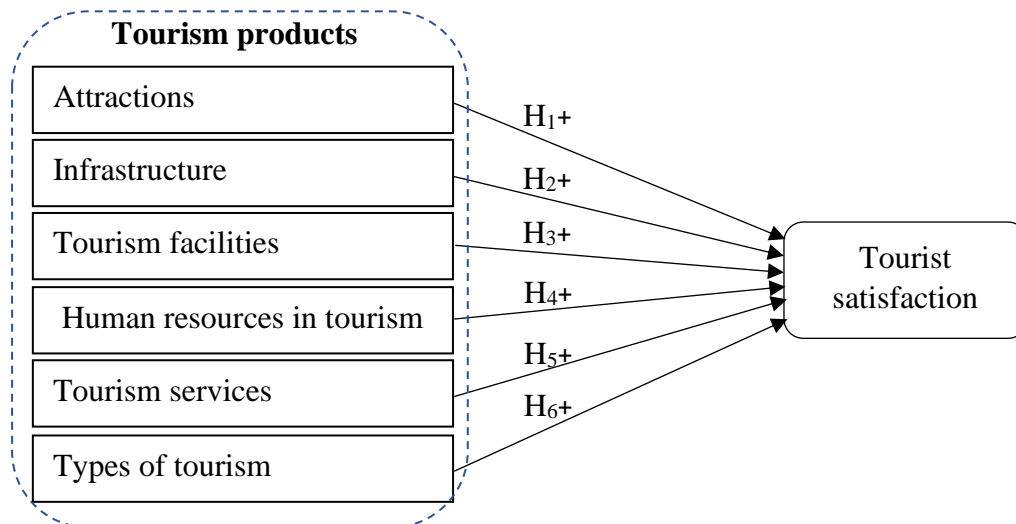 Tourism products
Attractions
H₁+
Infrastructure
H₂+
Tourism facilities
H₃+
Human resources in tourism
H₄+
Tourism services
H₅+
Types of tourism
H₆+
Tourist
satisfaction